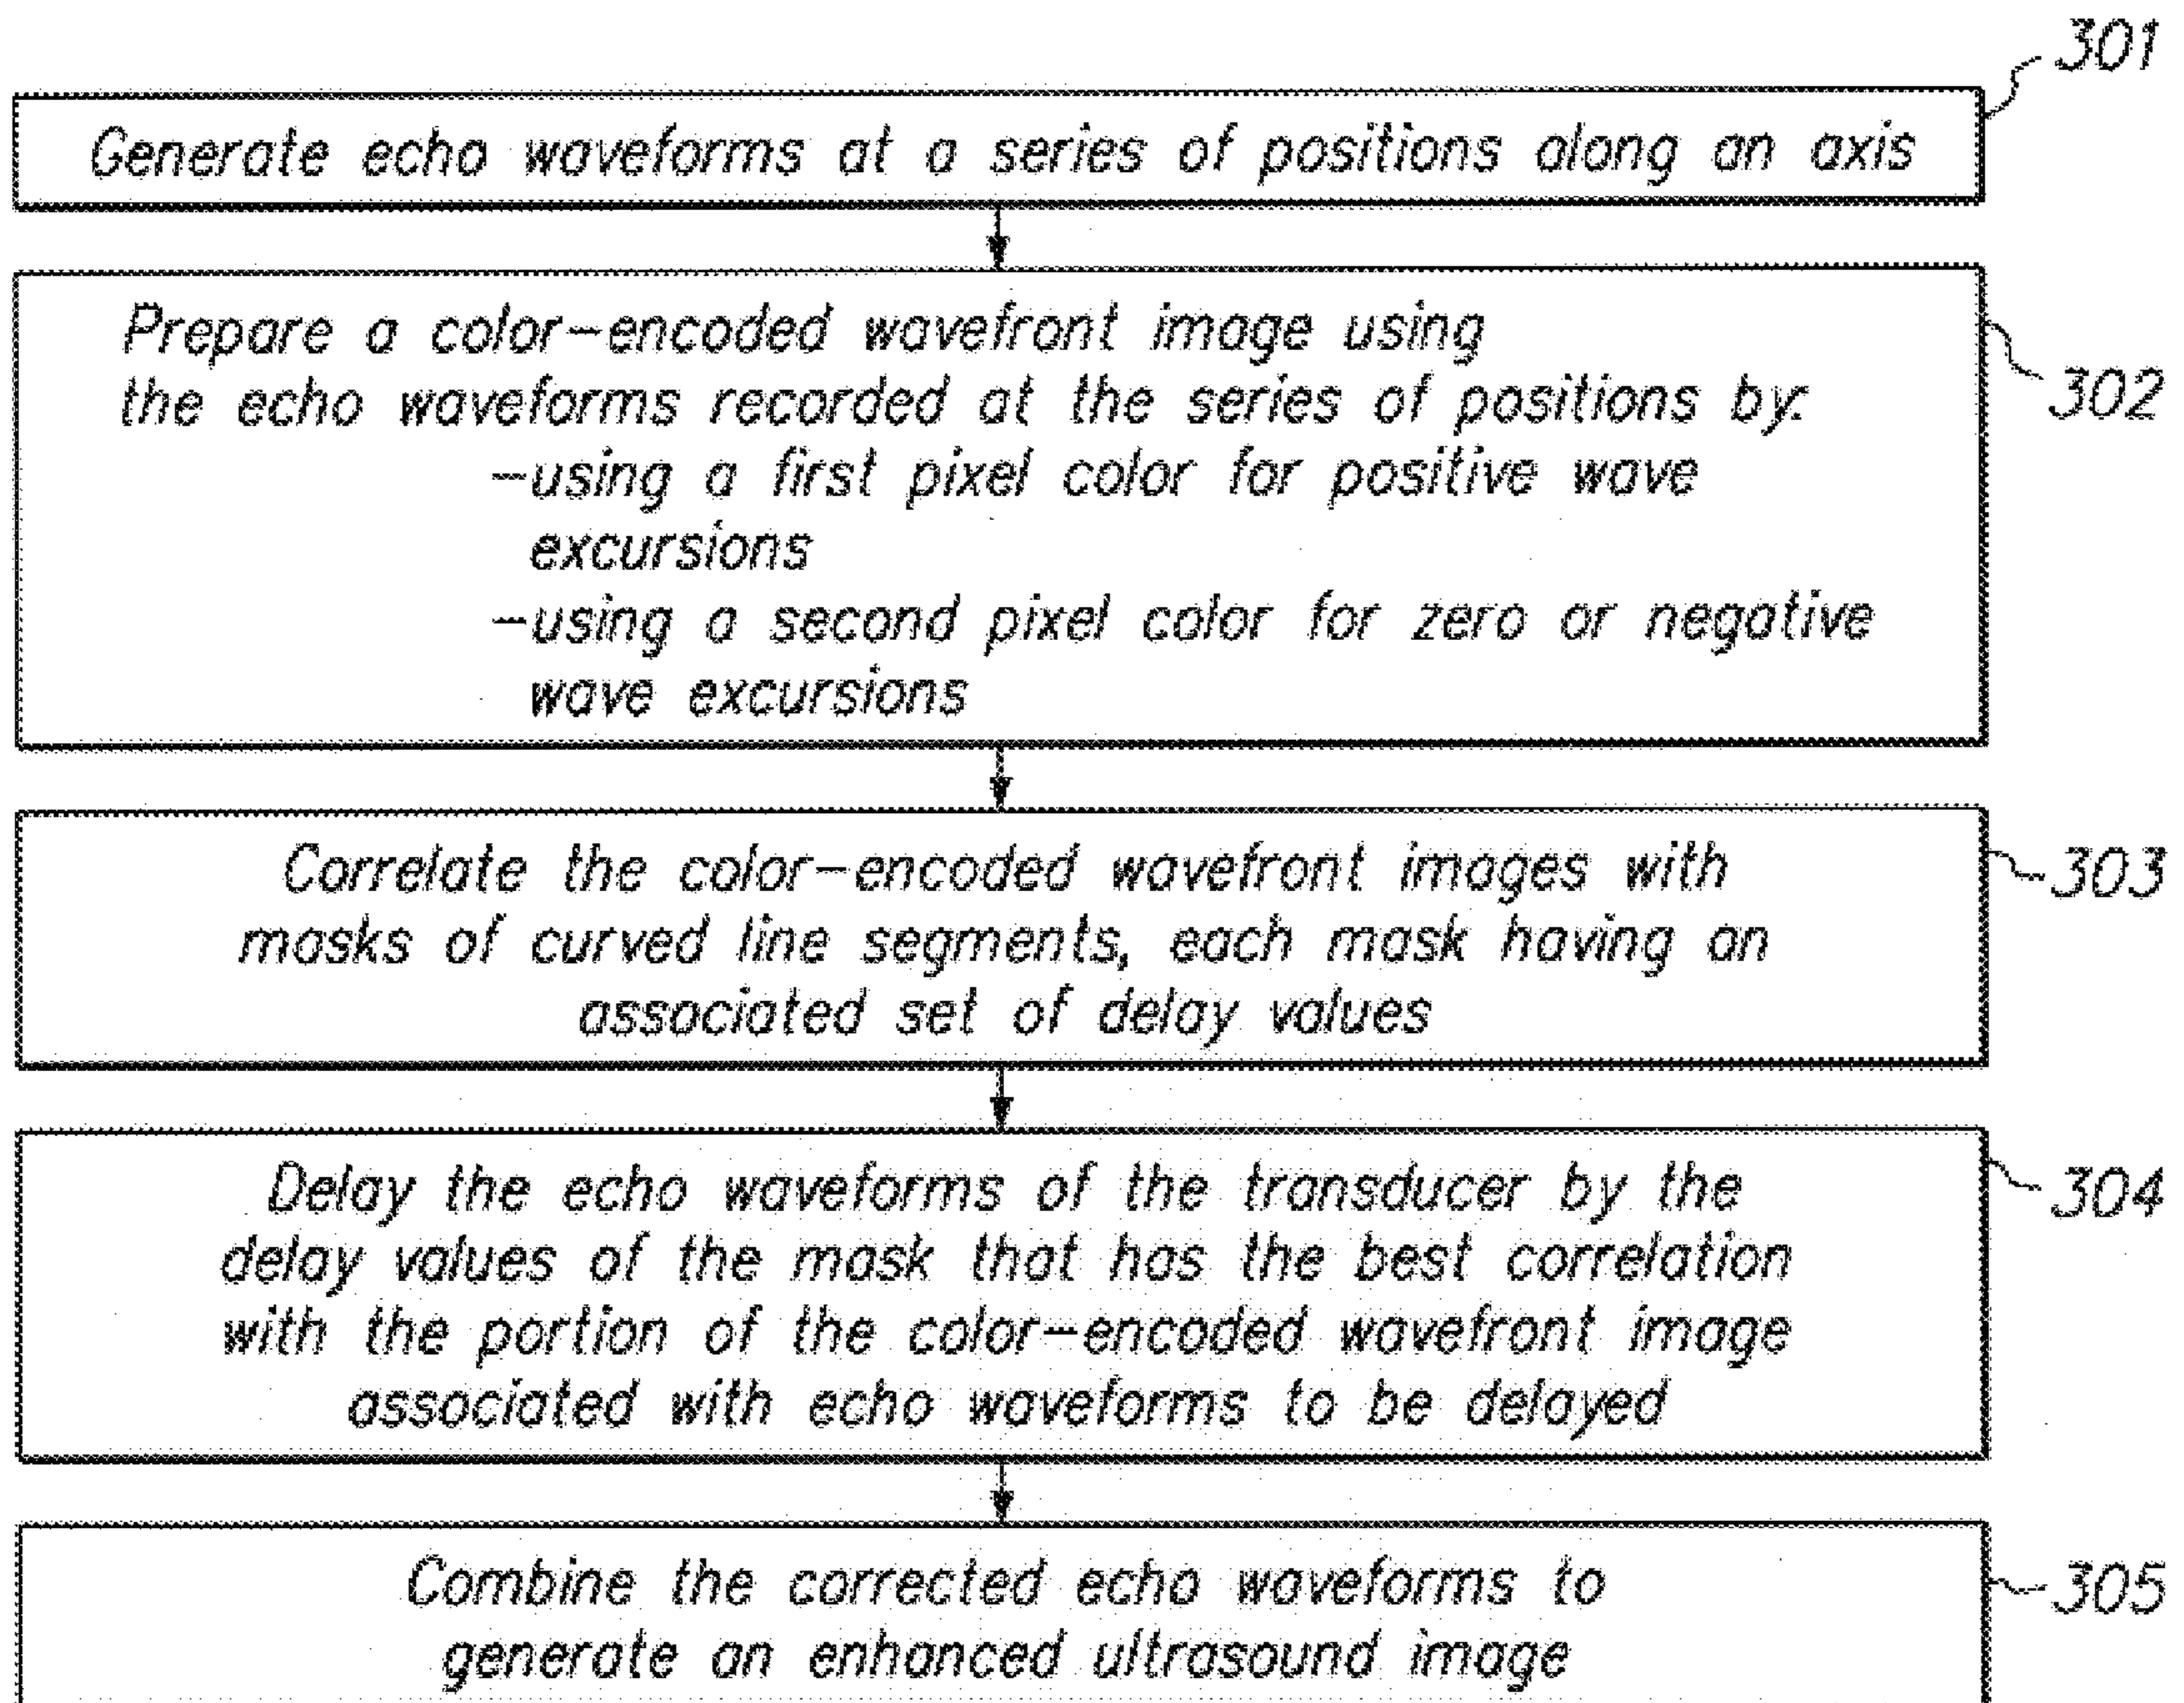 301
Generate echo waveforms at a series of positions along an axis
Prepare a color-encoded wavefront image using
the echo waveforms recorded at the series of positions by:
302
-using a first pixel color for positive wave
excursions
-using a second pixel color for zero or negative
wave excursions
Correlate the color-encoded wavefront images with
303
masks of curved line segments, each mask having an
associated set of delay values
Delay the echo waveforms of the transducer by the
304
delay values of the mask that has the best correlation
with the portion of the color-encoded wavefront image
associated with echo waveforms to be delayed
Combine the corrected echo waveforms to
305
generate an enhanced ultrasound image